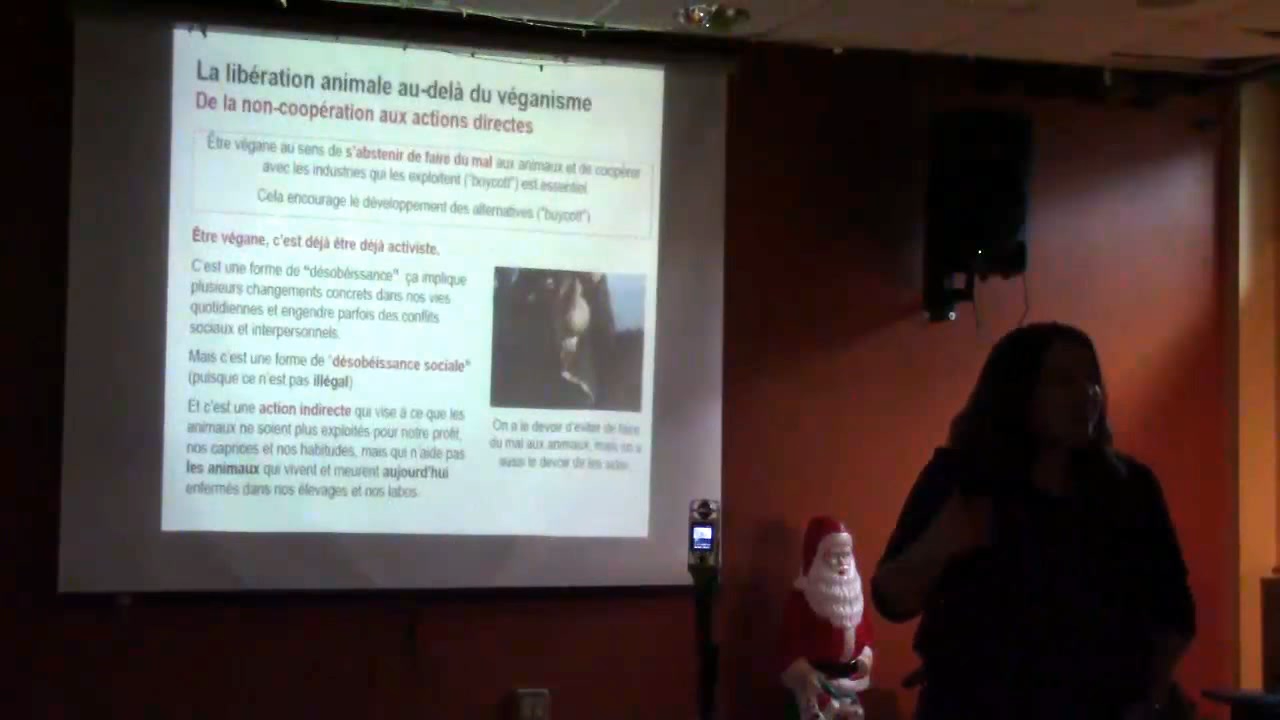 La libération animale au-delà du véganisme
De la non-coopération aux actions directes
Être végane au sens de s'abstenir de faire du mal aux animaux et de coopérer
avec les industries qui les exploitent ("boycott") est essentiel
Cela encourage le développement des alternatives ("buycott")
Être végane, c'est déjà être déjà activiste.
C'est une forme de "désobéissance" ça implique
plusieurs changements concrets dans nos vies
quotidiennes et engendre parfois des conflits
sociaux et interpersonnels.
Mais c'est une forme de "désobéissance sociale"
(puisque ce n'est pas illégal)
Et c'est une action indirecte qui vise à ce que les
animaux ne soient plus exploités pour notre profit,
nos caprices et nos habitudes, mais qui n'aide pas
les animaux qui vivent et meurent aujourd'hui
enfermés dans nos élevages et nos labos
On a le devoir d'éviter de faire
du mal aux animaux, mais on a
aussi le devoir de les aider